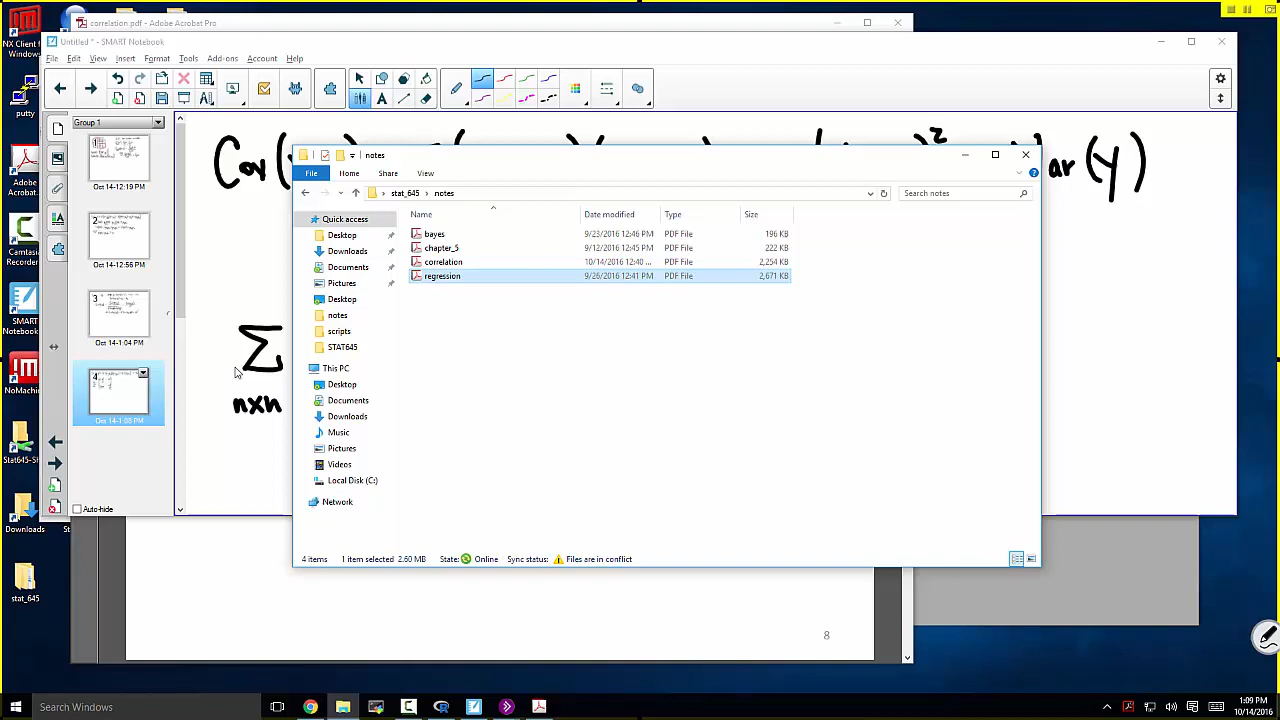 correlation.pdf - Adobe Acrobat Pro
NX Client for Windows
Untitled * - SMART Notebook
File Edit View Insert Format Tools Add-ons Account Help
putty
Adobe Acrobat..
Camtasia
SMART Notebook
NoMachine
Stat645-Sh
Downloads
stat_645
Group 1
1
Oct 14-12:19 PM
2
Oct 14-12:56 PM
3
Oct 14-1:04 PM
4
Oct 14-1:08 PM
Auto-hide
Cov(
)²
ar(Y)
Σ
n×n
notes
File Home Share View
stat_645 notes
Search notes
Name Date modified Type Size
bayes 9/23/2016 12:46 PM PDF File 196 KB
chapter_5 9/12/2016 12:45 PM PDF File 222 KB
correlation 10/14/2016 12:40 ... PDF File 2,254 KB
regression 9/26/2016 12:41 PM PDF File 2,671 KB
Quick access
Desktop
Downloads
Documents
Pictures
Desktop
notes
scripts
STAT645
This PC
Desktop
Documents
Downloads
Music
Pictures
Videos
Local Disk (C:)
Network
4 items 1 item selected 2.60 MB State: Online Sync status: Files are in conflict
8
Search Windows
1:09 PM
10/14/2016